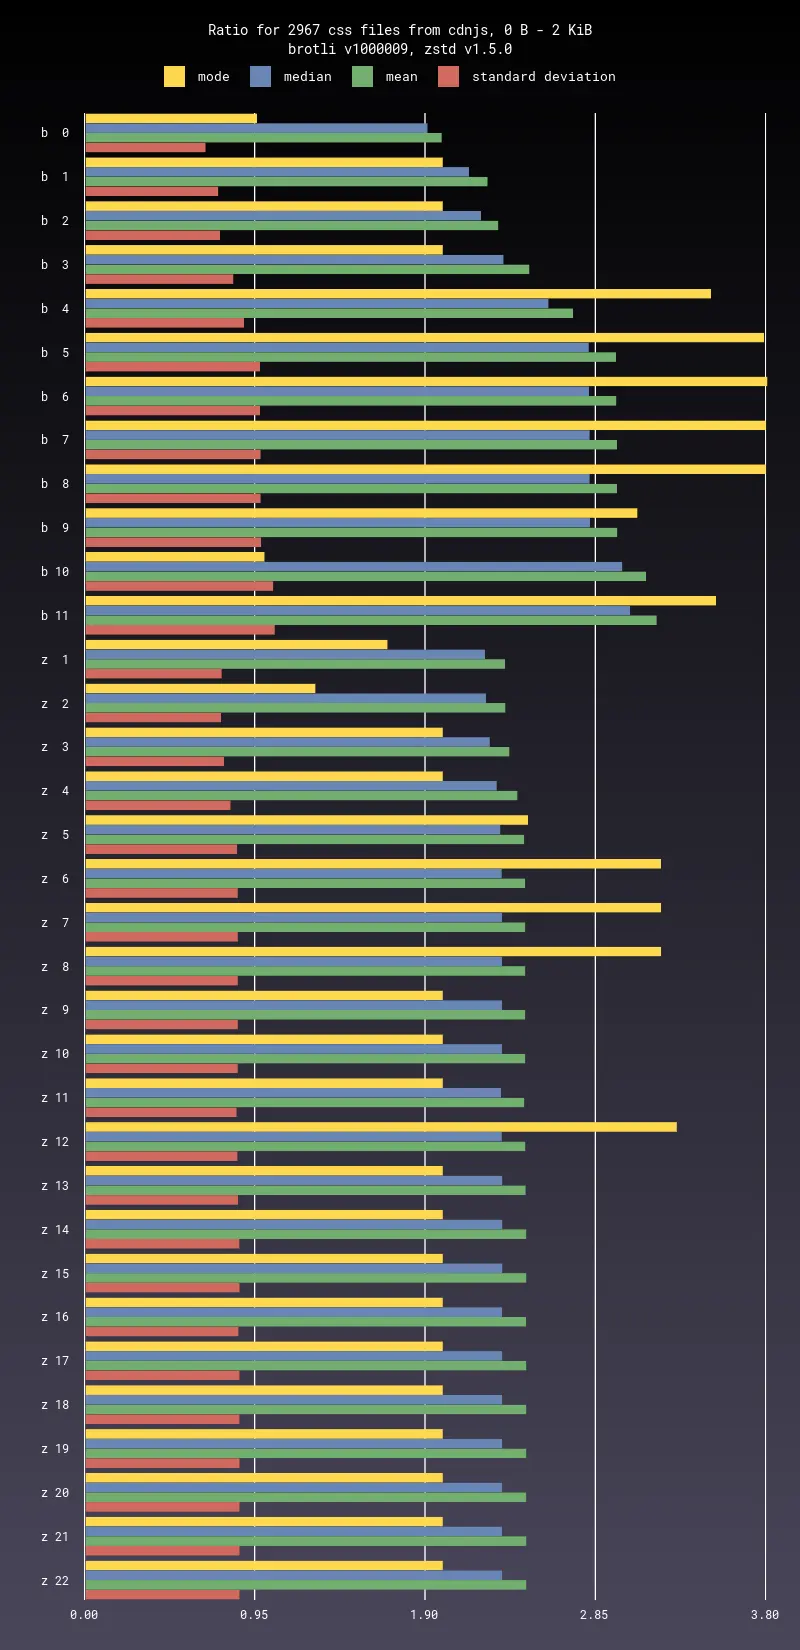 Ratio for 2967 css files from cdnjs, 0 B - 2 KiB
brotli v1000009, zstd v1.5.0
mode median mean standard deviation
b 0
b 1
b 2
b 3
b 4
b 5
b 6
b 7
b 8
b 9
b 10
b 11
z 1
z 2
z 3
z 4
z 5
z 6
z 7
z 8
z 9
z 10
z 11
z 12
z 13
z 14
z 15
z 16
z 17
z 18
z 19
z 20
z 21
z 22
0.00 0.95 1.90 2.85 3.80